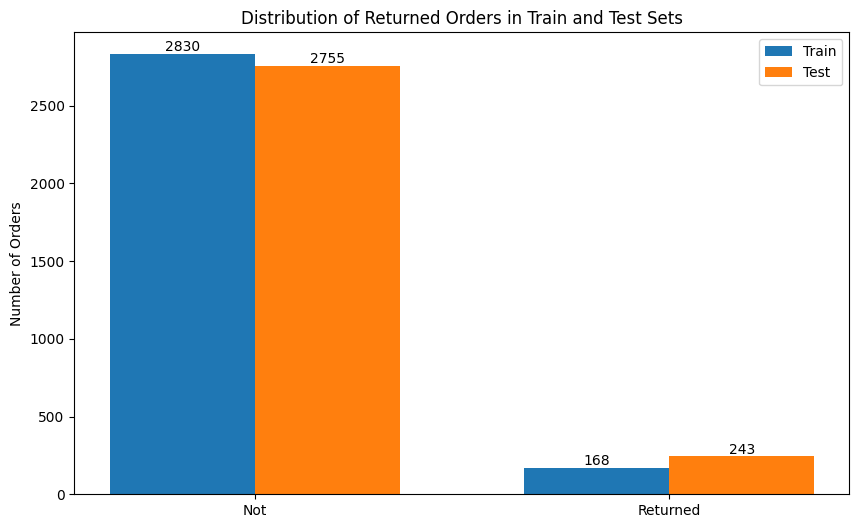 Distribution of Returned Orders in Train and Test Sets
Train
Test
2830
2755
168
243
Number of Orders
2500
2000
1500
1000
500
0
Not
Returned